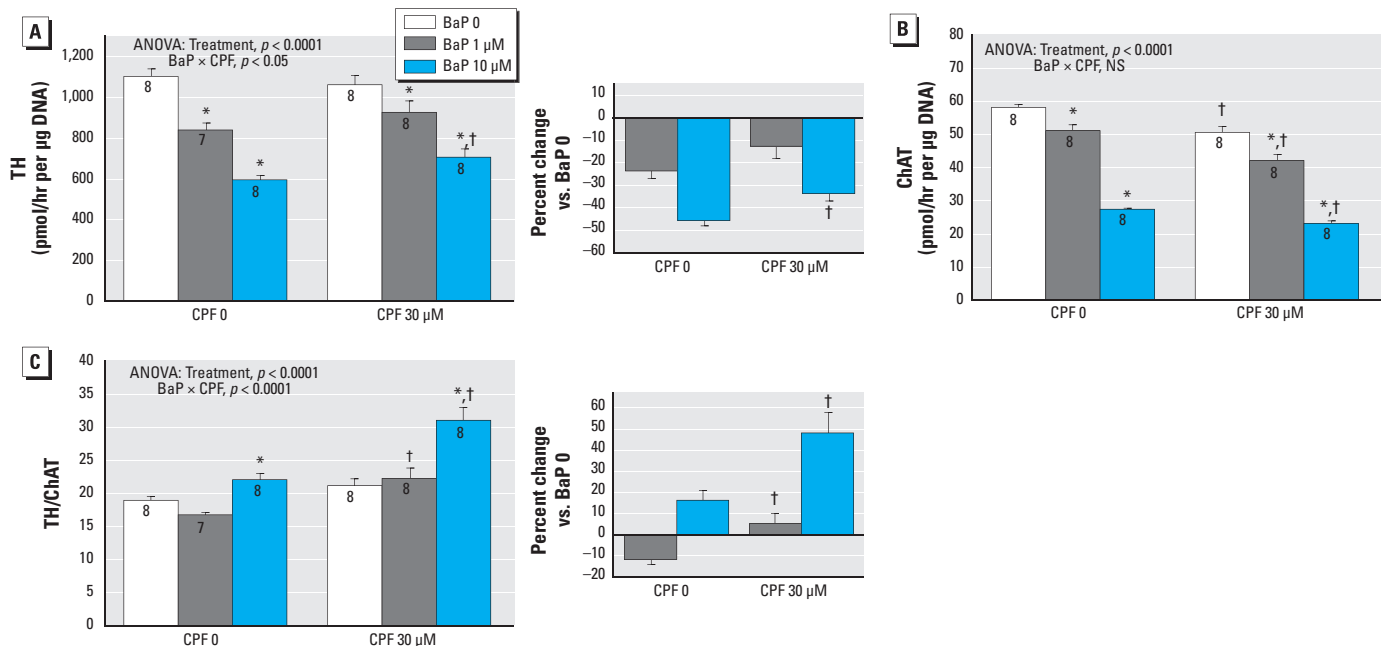 A
BaP 0
BaP 1 µM
BaP 10 µM
ANOVA: Treatment, p < 0.0001
BaP × CPF, p < 0.05
TH
(pmol/hr per µg DNA)
1,200
1,000
800
600
400
200
0
8
*
7
*
8
8
*
8
*,†
8
CPF 0
CPF 30 µM
Percent change
vs. BaP 0
10
0
–10
–20
–30
–40
–50
–60
†
CPF 0
CPF 30 µM
B
ANOVA: Treatment, p < 0.0001
BaP × CPF, NS
ChAT
(pmol/hr per µg DNA)
80
70
60
50
40
30
20
10
0
8
*
8
*
8
†
8
*,†
8
*,†
8
CPF 0
CPF 30 µM
C
ANOVA: Treatment, p < 0.0001
BaP × CPF, p < 0.0001
TH/ChAT
40
35
30
25
20
15
10
5
0
8
7
*
8
8
†
8
*,†
8
CPF 0
CPF 30 µM
Percent change
vs. BaP 0
60
50
40
30
20
10
0
–10
–20
†
†
CPF 0
CPF 30 µM